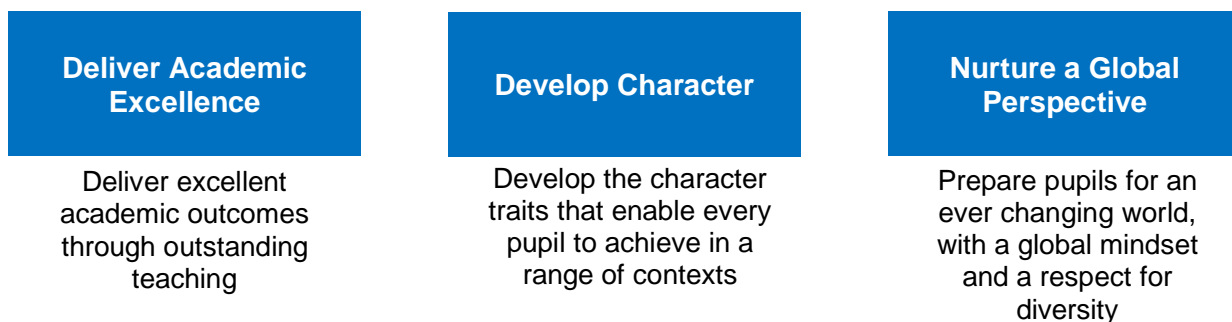 Deliver Academic
Excellence
Deliver excellent
academic outcomes
through outstanding
teaching
Develop Character
Develop the character
traits that enable every
pupil to achieve in a
range of contexts
Nurture a Global
Perspective
Prepare pupils for an
ever changing world,
with a global mindset
and a respect for
diversity